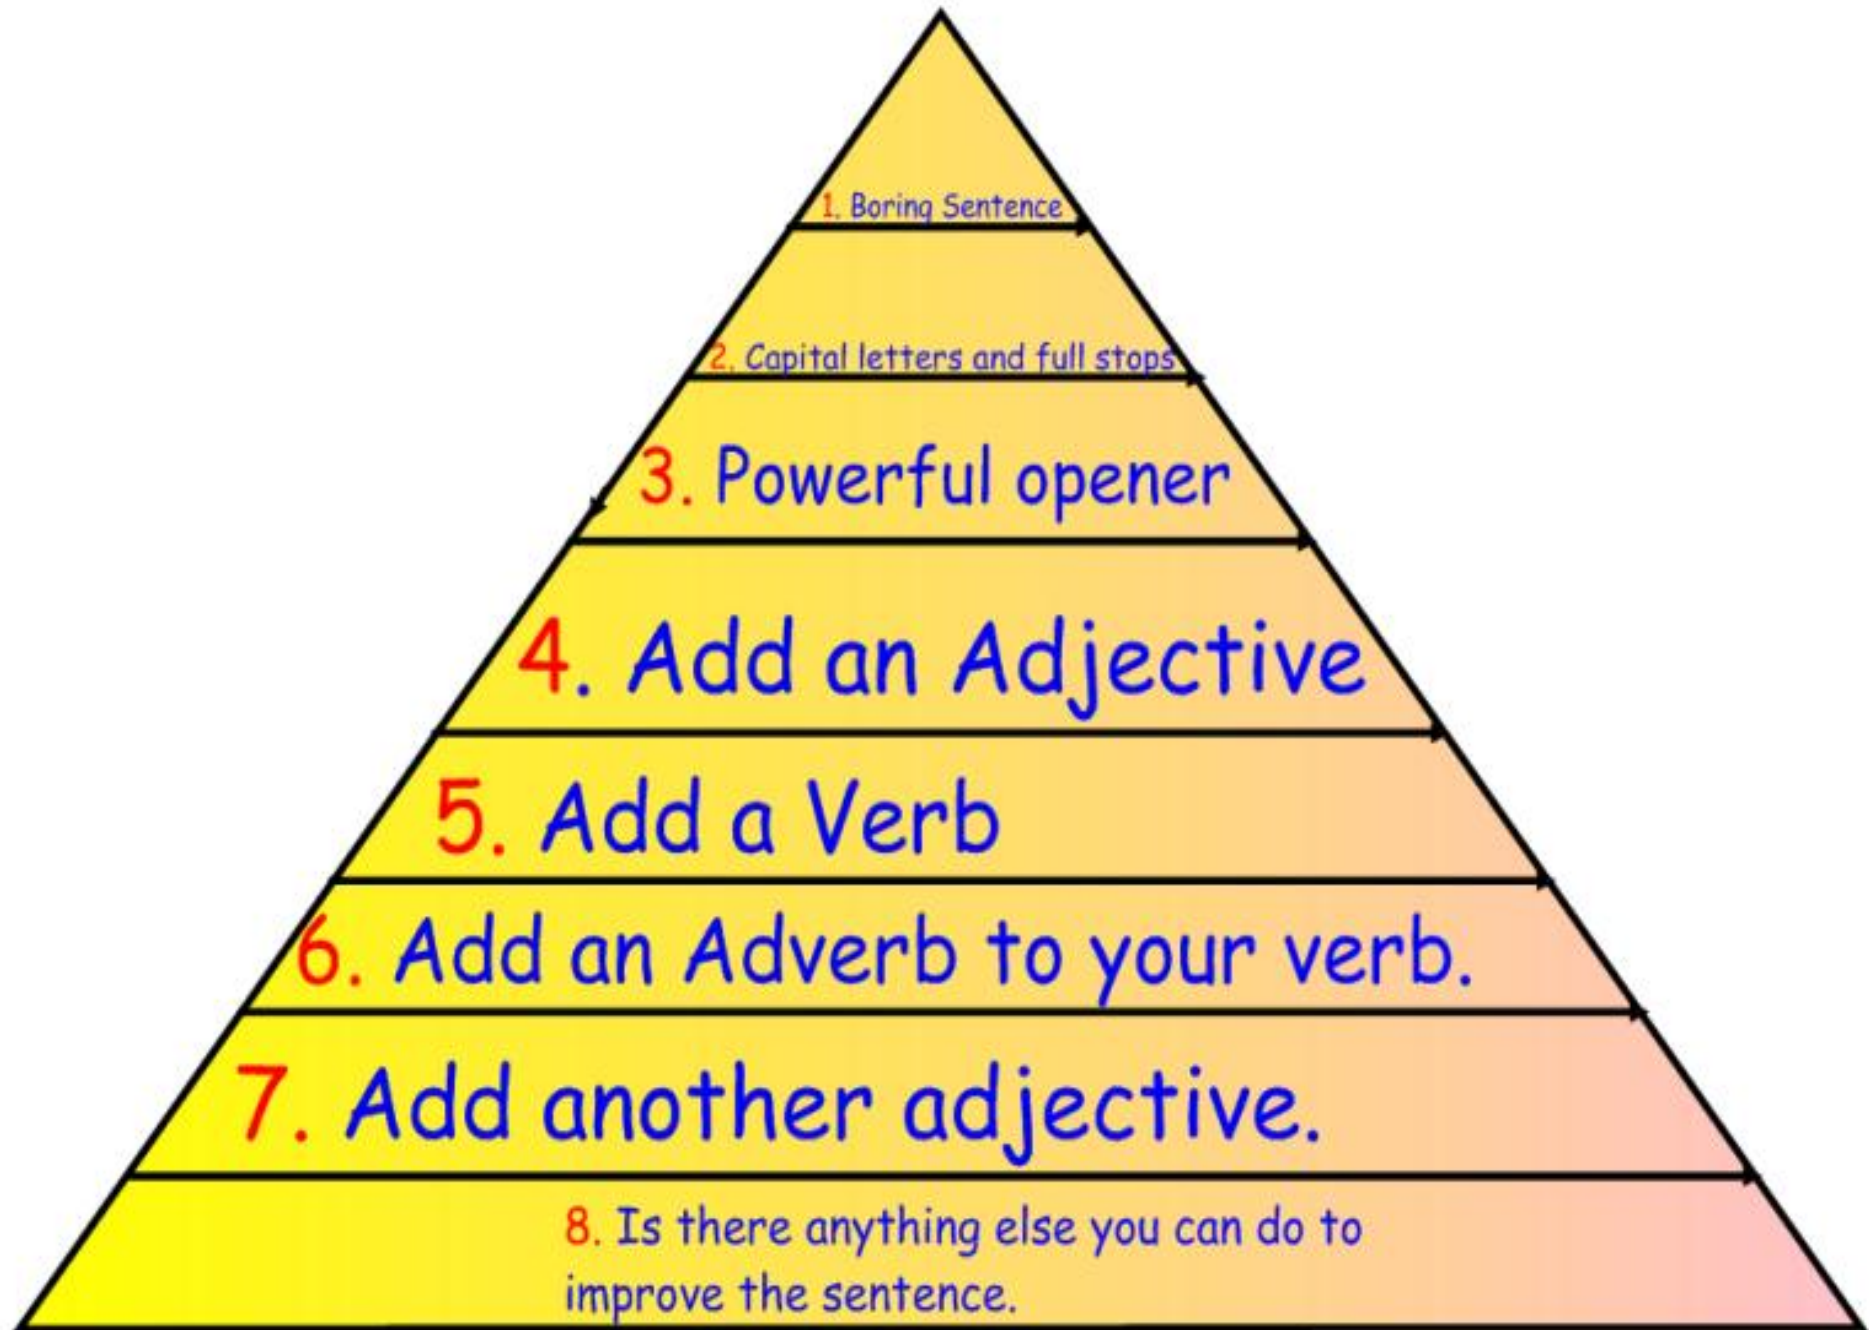 1. Boring Sentence
2. Capital letters and full stops
3. Powerful opener
4. Add an Adjective
5. Add a Verb
6. Add an Adverb to your verb.
7. Add another adjective.
8. Is there anything else you can do to
improve the sentence.